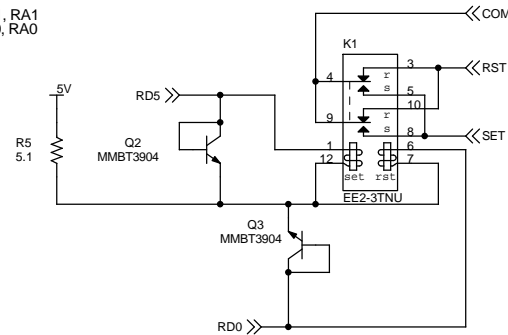 , RA1
, RA0
COM
K1
3
RST
r
4
s
5
10
5V
RD5
r
R5
5.1
Q2
MMBT3904
9
s
8
SET
1
6
12
7
set
rst
EE2-3TNU
Q3
MMBT3904
RD0